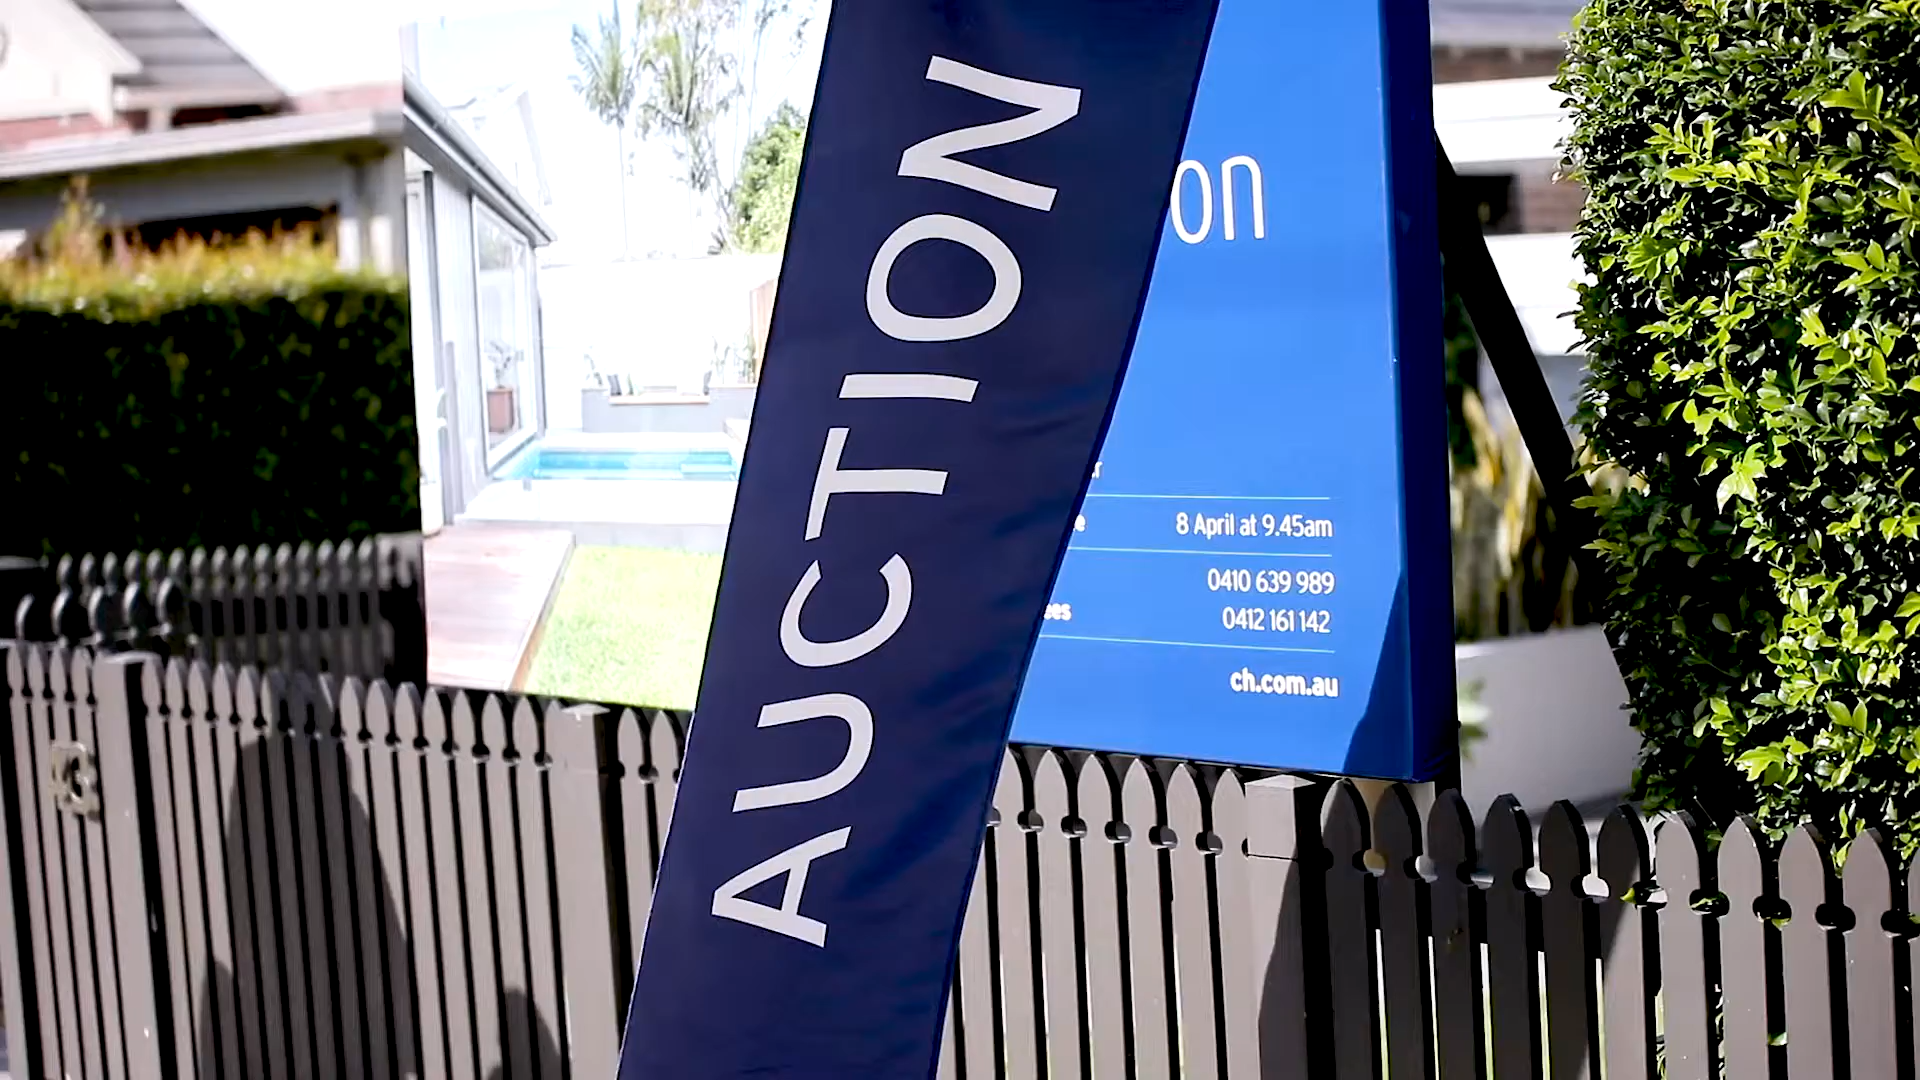 AUCTION
on
8 April at 9.45am
0410 639 989
0412 161 142
ch.com.au